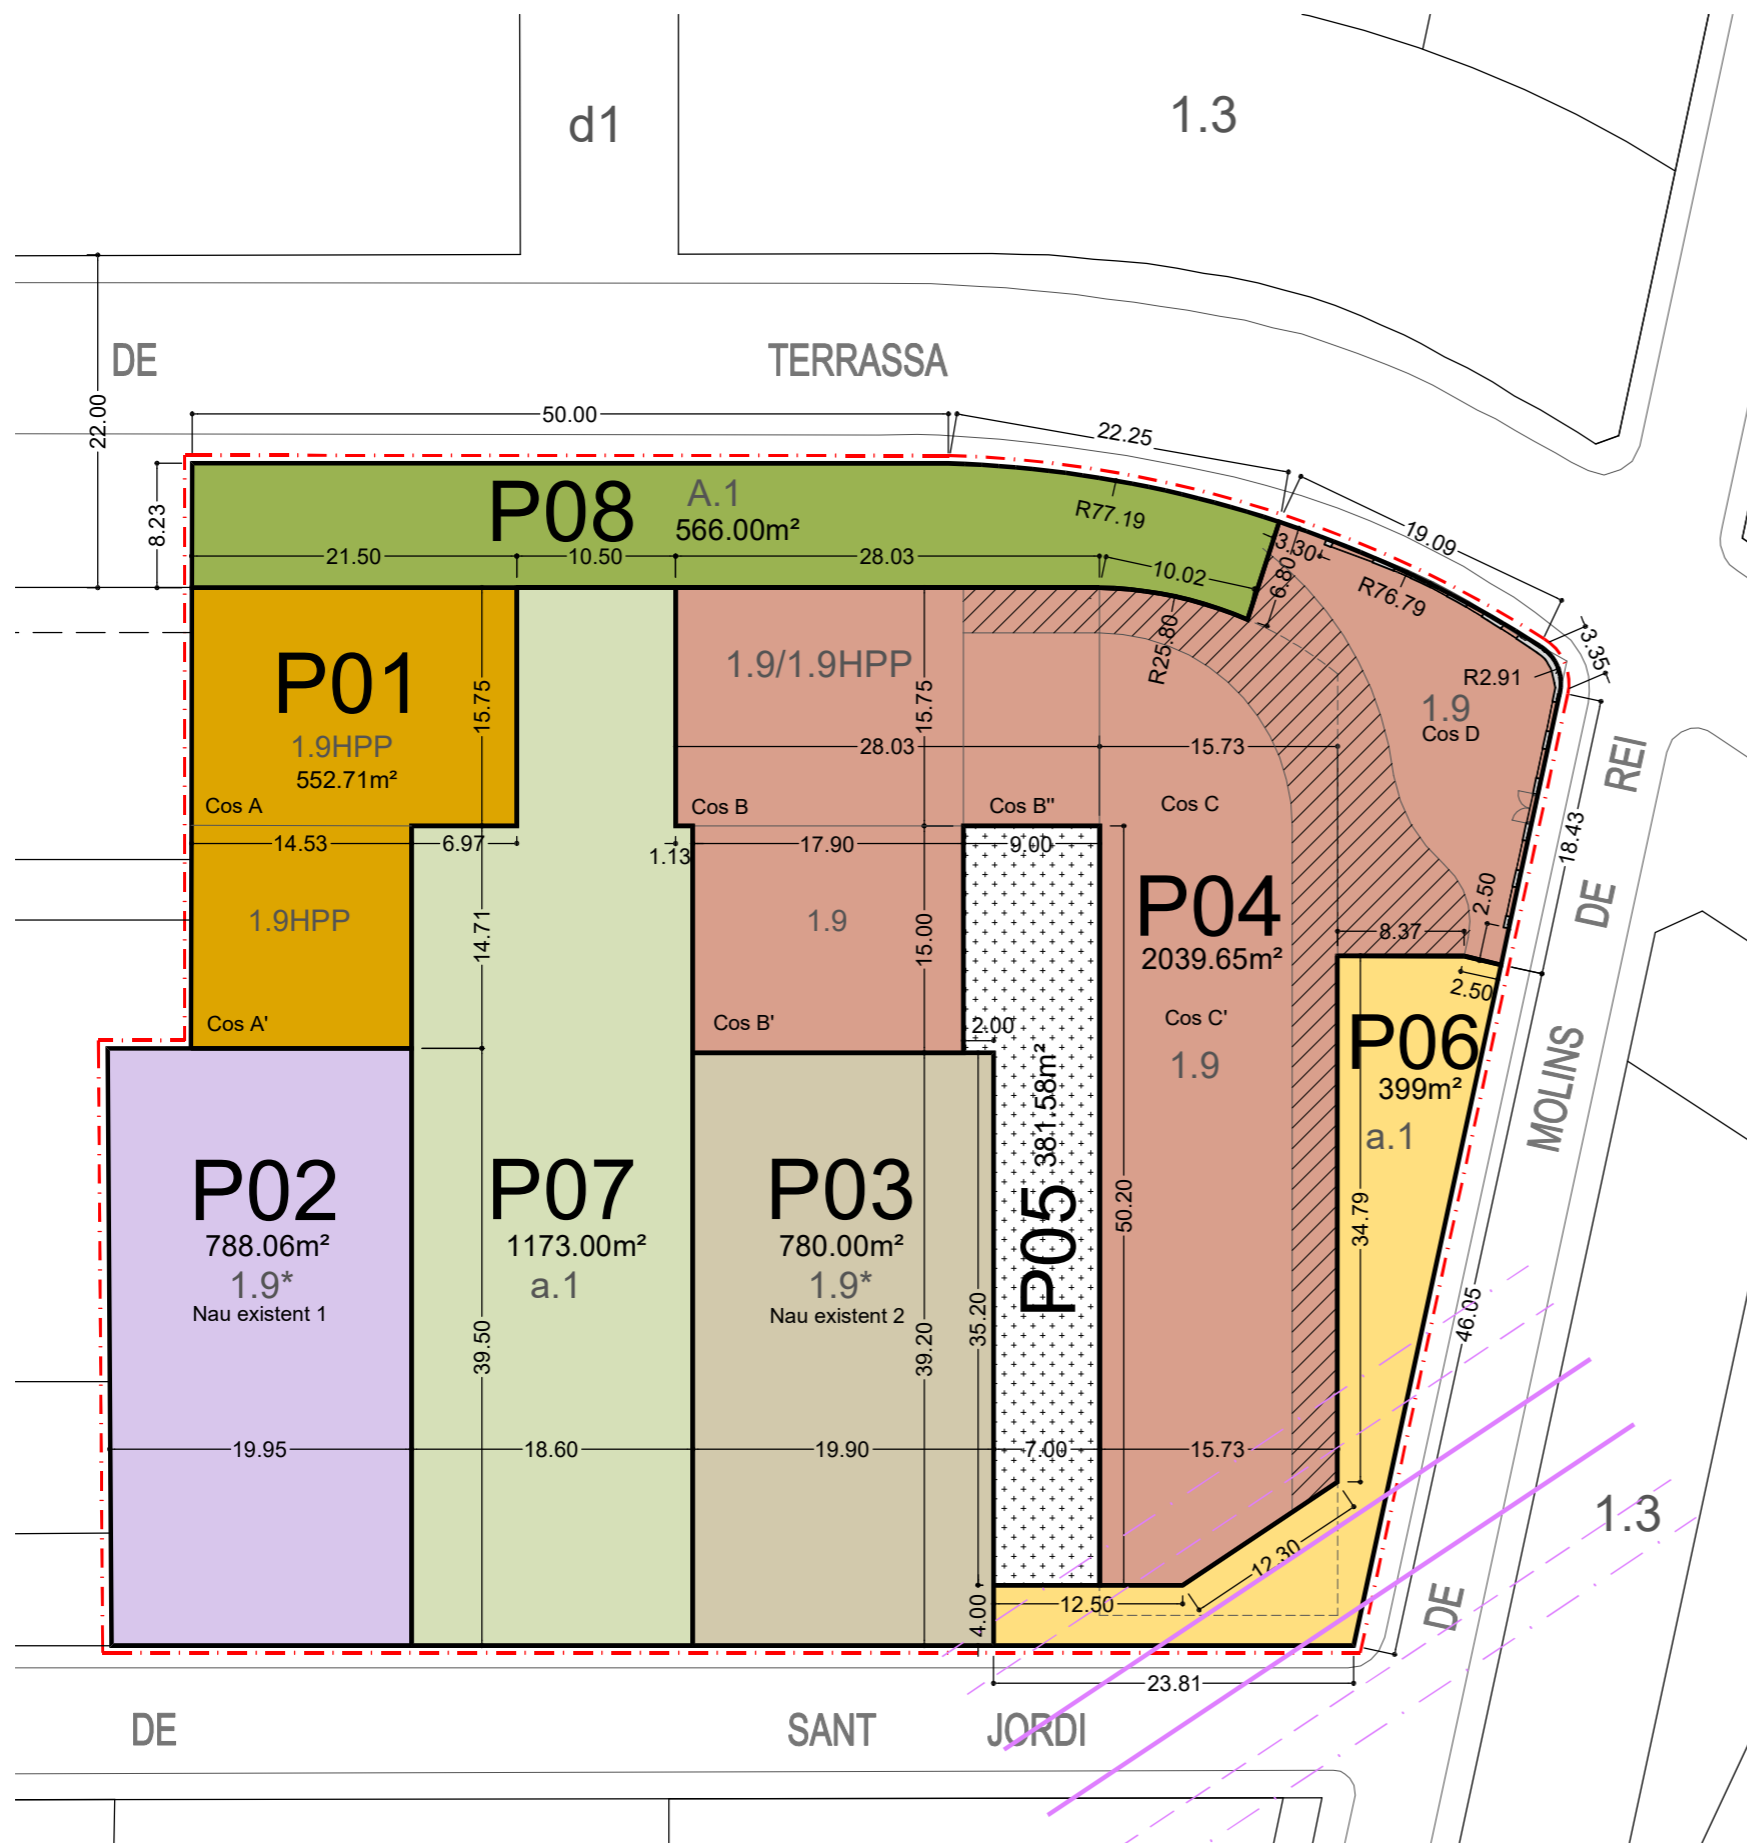 d1
1.3
DE
TERRASSA
22.00
50.00
22.25
8.23
P08
A.1
566.00m²
R77.19
19.09
3.30
21.50
10.50
28.03
10.02
6.80
R76.79
3.35
R25.80
R2.91
P01
1.9HPP
552.71m²
15.75
1.9/1.9HPP
15.75
1.9
Cos D
REI
28.03
15.73
Cos A
Cos B
Cos B''
Cos C
14.53
6.97
1.13
17.90
9.00
18.43
1.9HPP
14.71
1.9
15.00
P04
2039.65m²
8.37
2.50
DE
2.50
Cos A'
Cos B'
2.00
Cos C'
1.9
P06
399m²
a.1
MOLINS
P02
788.06m²
1.9*
Nau existent 1
P07
1173.00m²
a.1
P03
780.00m²
1.9*
Nau existent 2
P05
381.58m²
50.20
34.79
39.50
39.20
35.20
46.05
19.95
18.60
19.90
7.00
15.73
1.3
12.30
12.50
4.00
DE
23.81
DE
SANT
JORDI